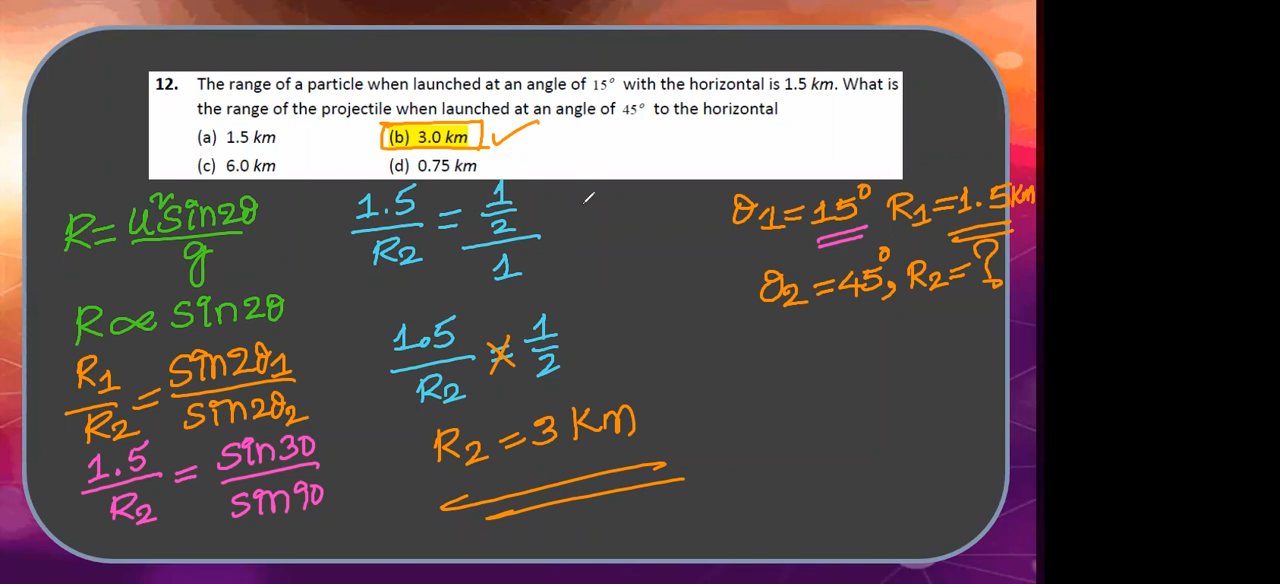 12. The range of a particle when launched at an angle of 15° with the horizontal is 1.5 km. What is
the range of the projectile when launched at an angle of 45° to the horizontal
(a) 1.5 km (b) 3.0 km ✓
(c) 6.0 km (d) 0.75 km
R = u² sin2θ / g
R ∝ sin2θ
R1/R2 = sin2θ1/sin2θ2
1.5/R2 = sin30/sin90
1.5/R2 = 1/2/1
1.5/R2 = 1/2
R2 = 3 Km
θ1 = 15° R1 = 1.5 Km
θ2 = 45°, R2 = ?